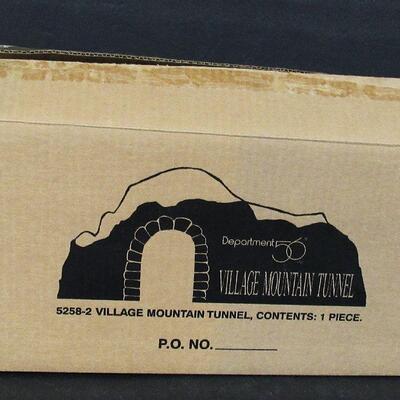 Department 56
VILLAGE MOUNTAIN TUNNEL
5258-2 VILLAGE MOUNTAIN TUNNEL, CONTENTS: 1 PIECE.
P.O. NO.